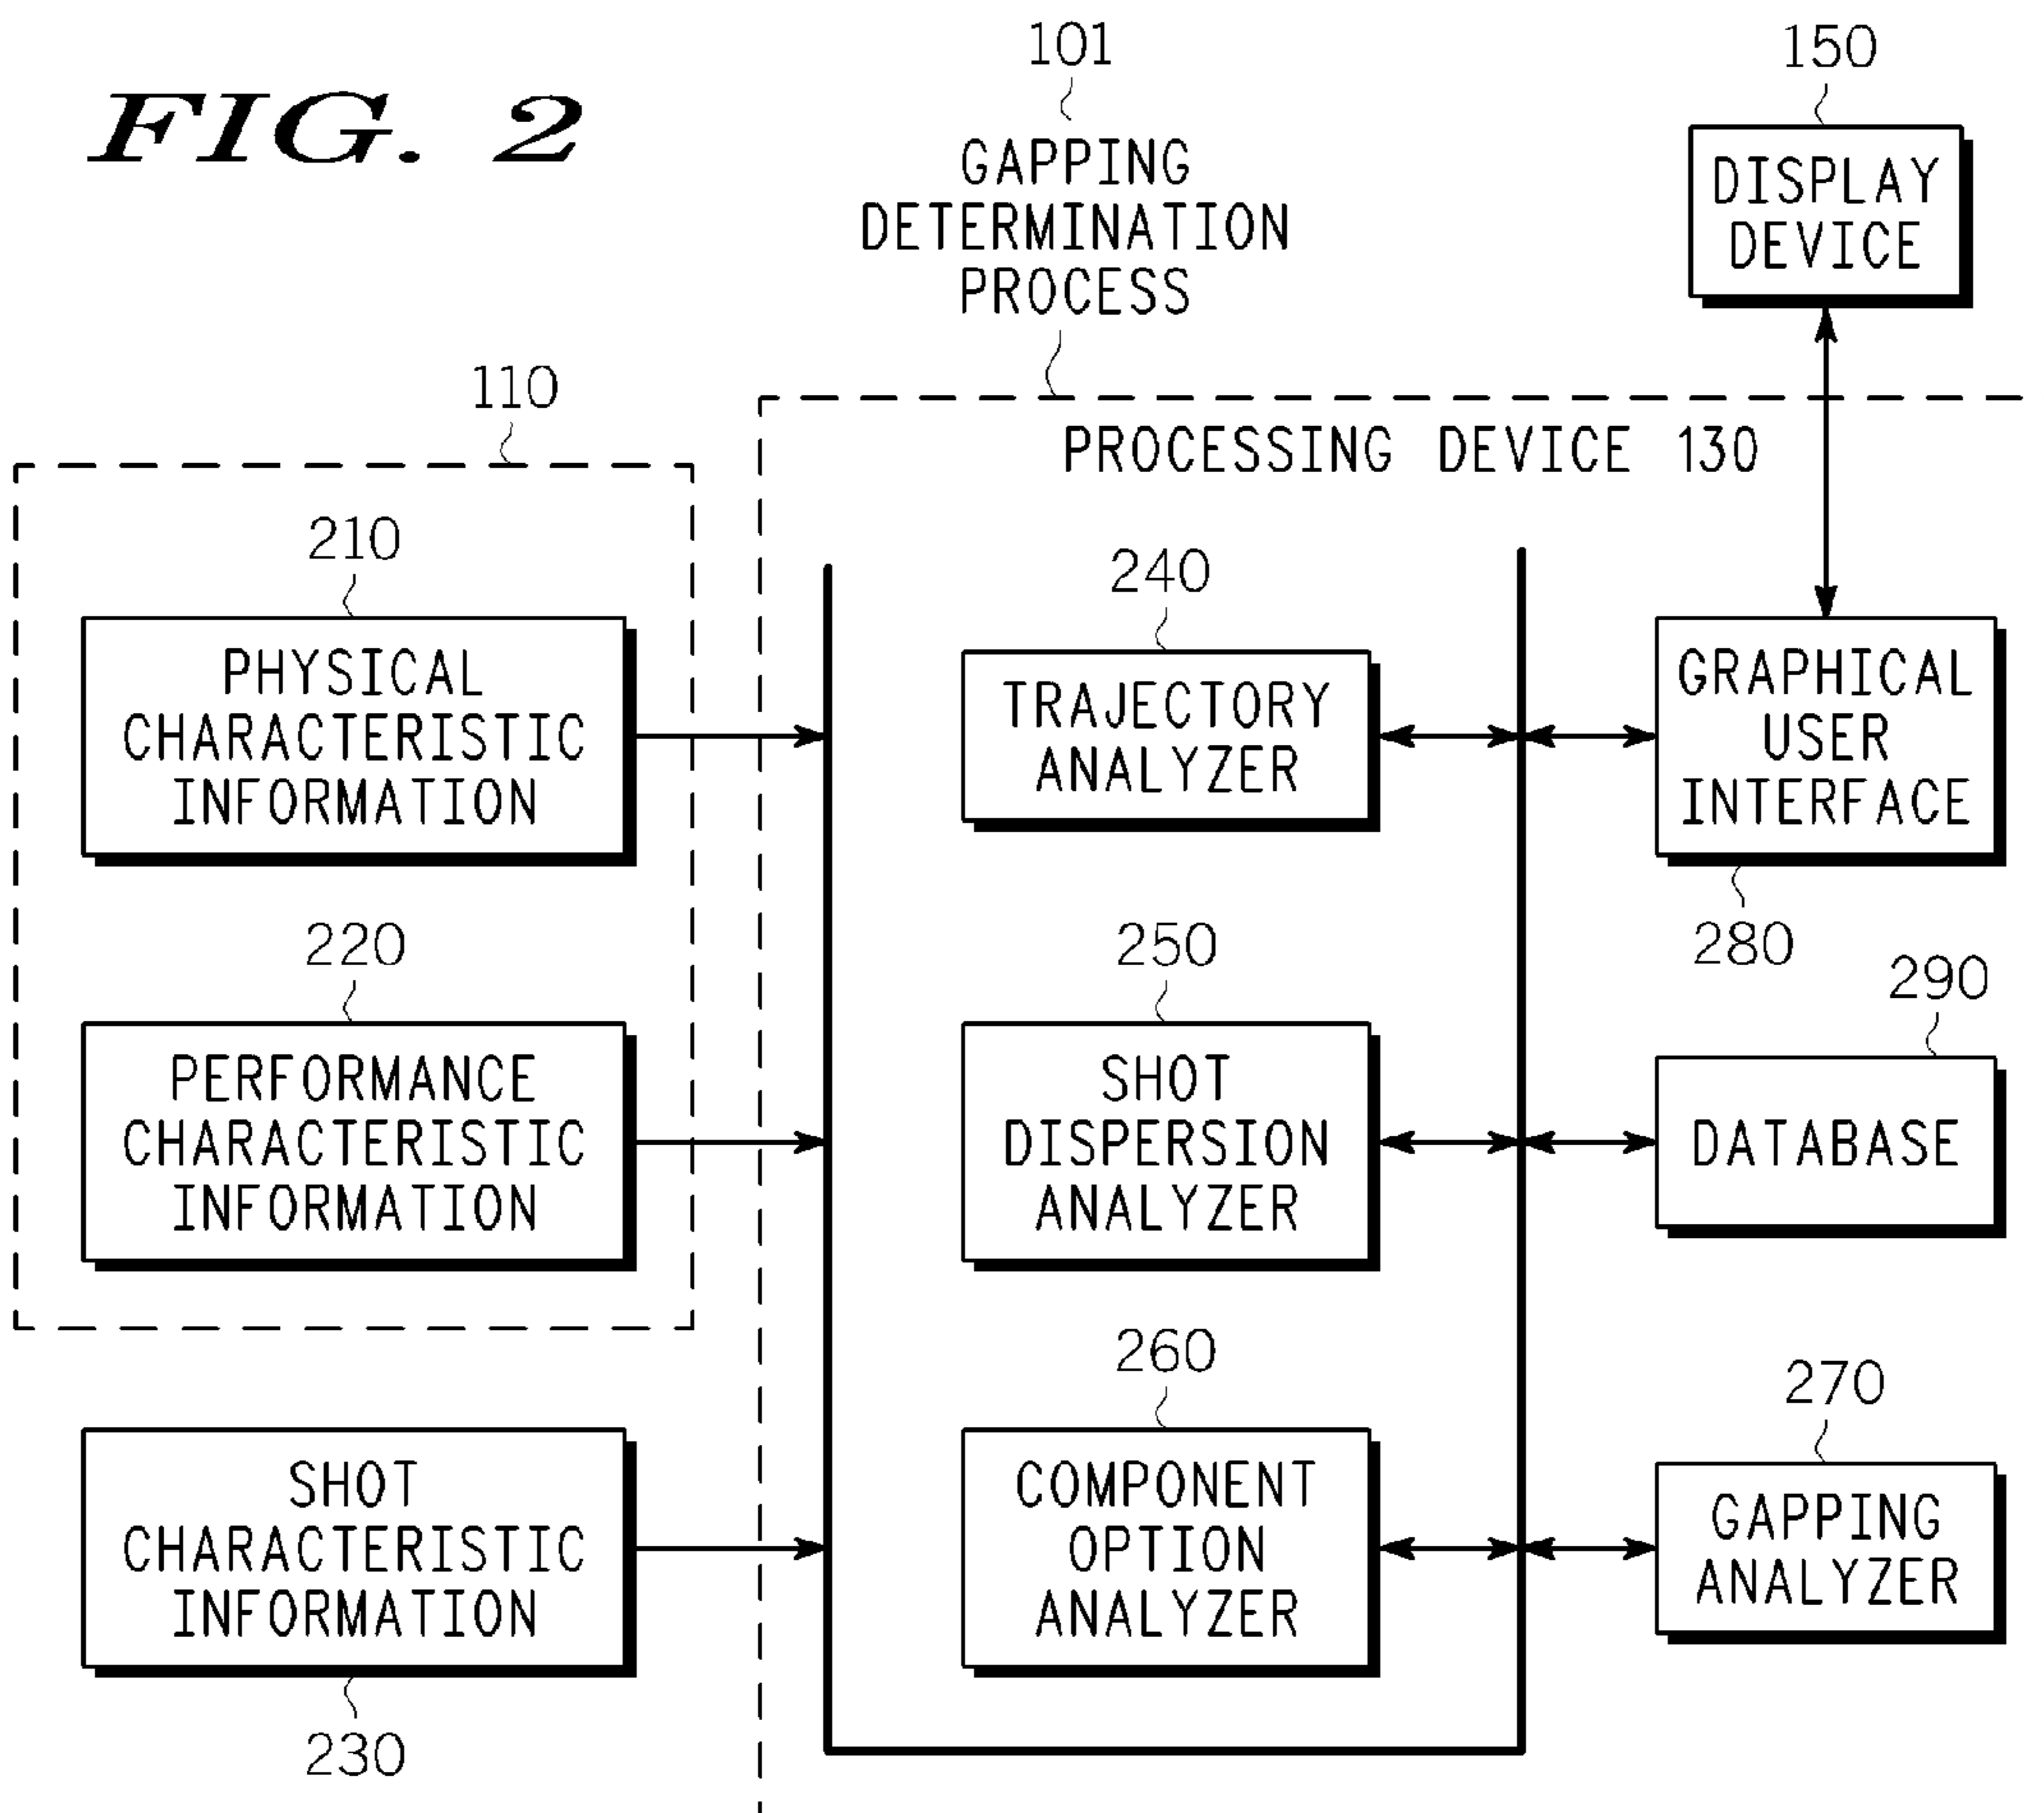 FIG. 2
101
GAPPING
DETERMINATION
PROCESS
150
DISPLAY
DEVICE
110
PROCESSING DEVICE 130
210
PHYSICAL
CHARACTERISTIC
INFORMATION
240
TRAJECTORY
ANALYZER
GRAPHICAL
USER
INTERFACE
280
220
PERFORMANCE
CHARACTERISTIC
INFORMATION
250
SHOT
DISPERSION
ANALYZER
290
DATABASE
SHOT
CHARACTERISTIC
INFORMATION
230
260
COMPONENT
OPTION
ANALYZER
270
GAPPING
ANALYZER